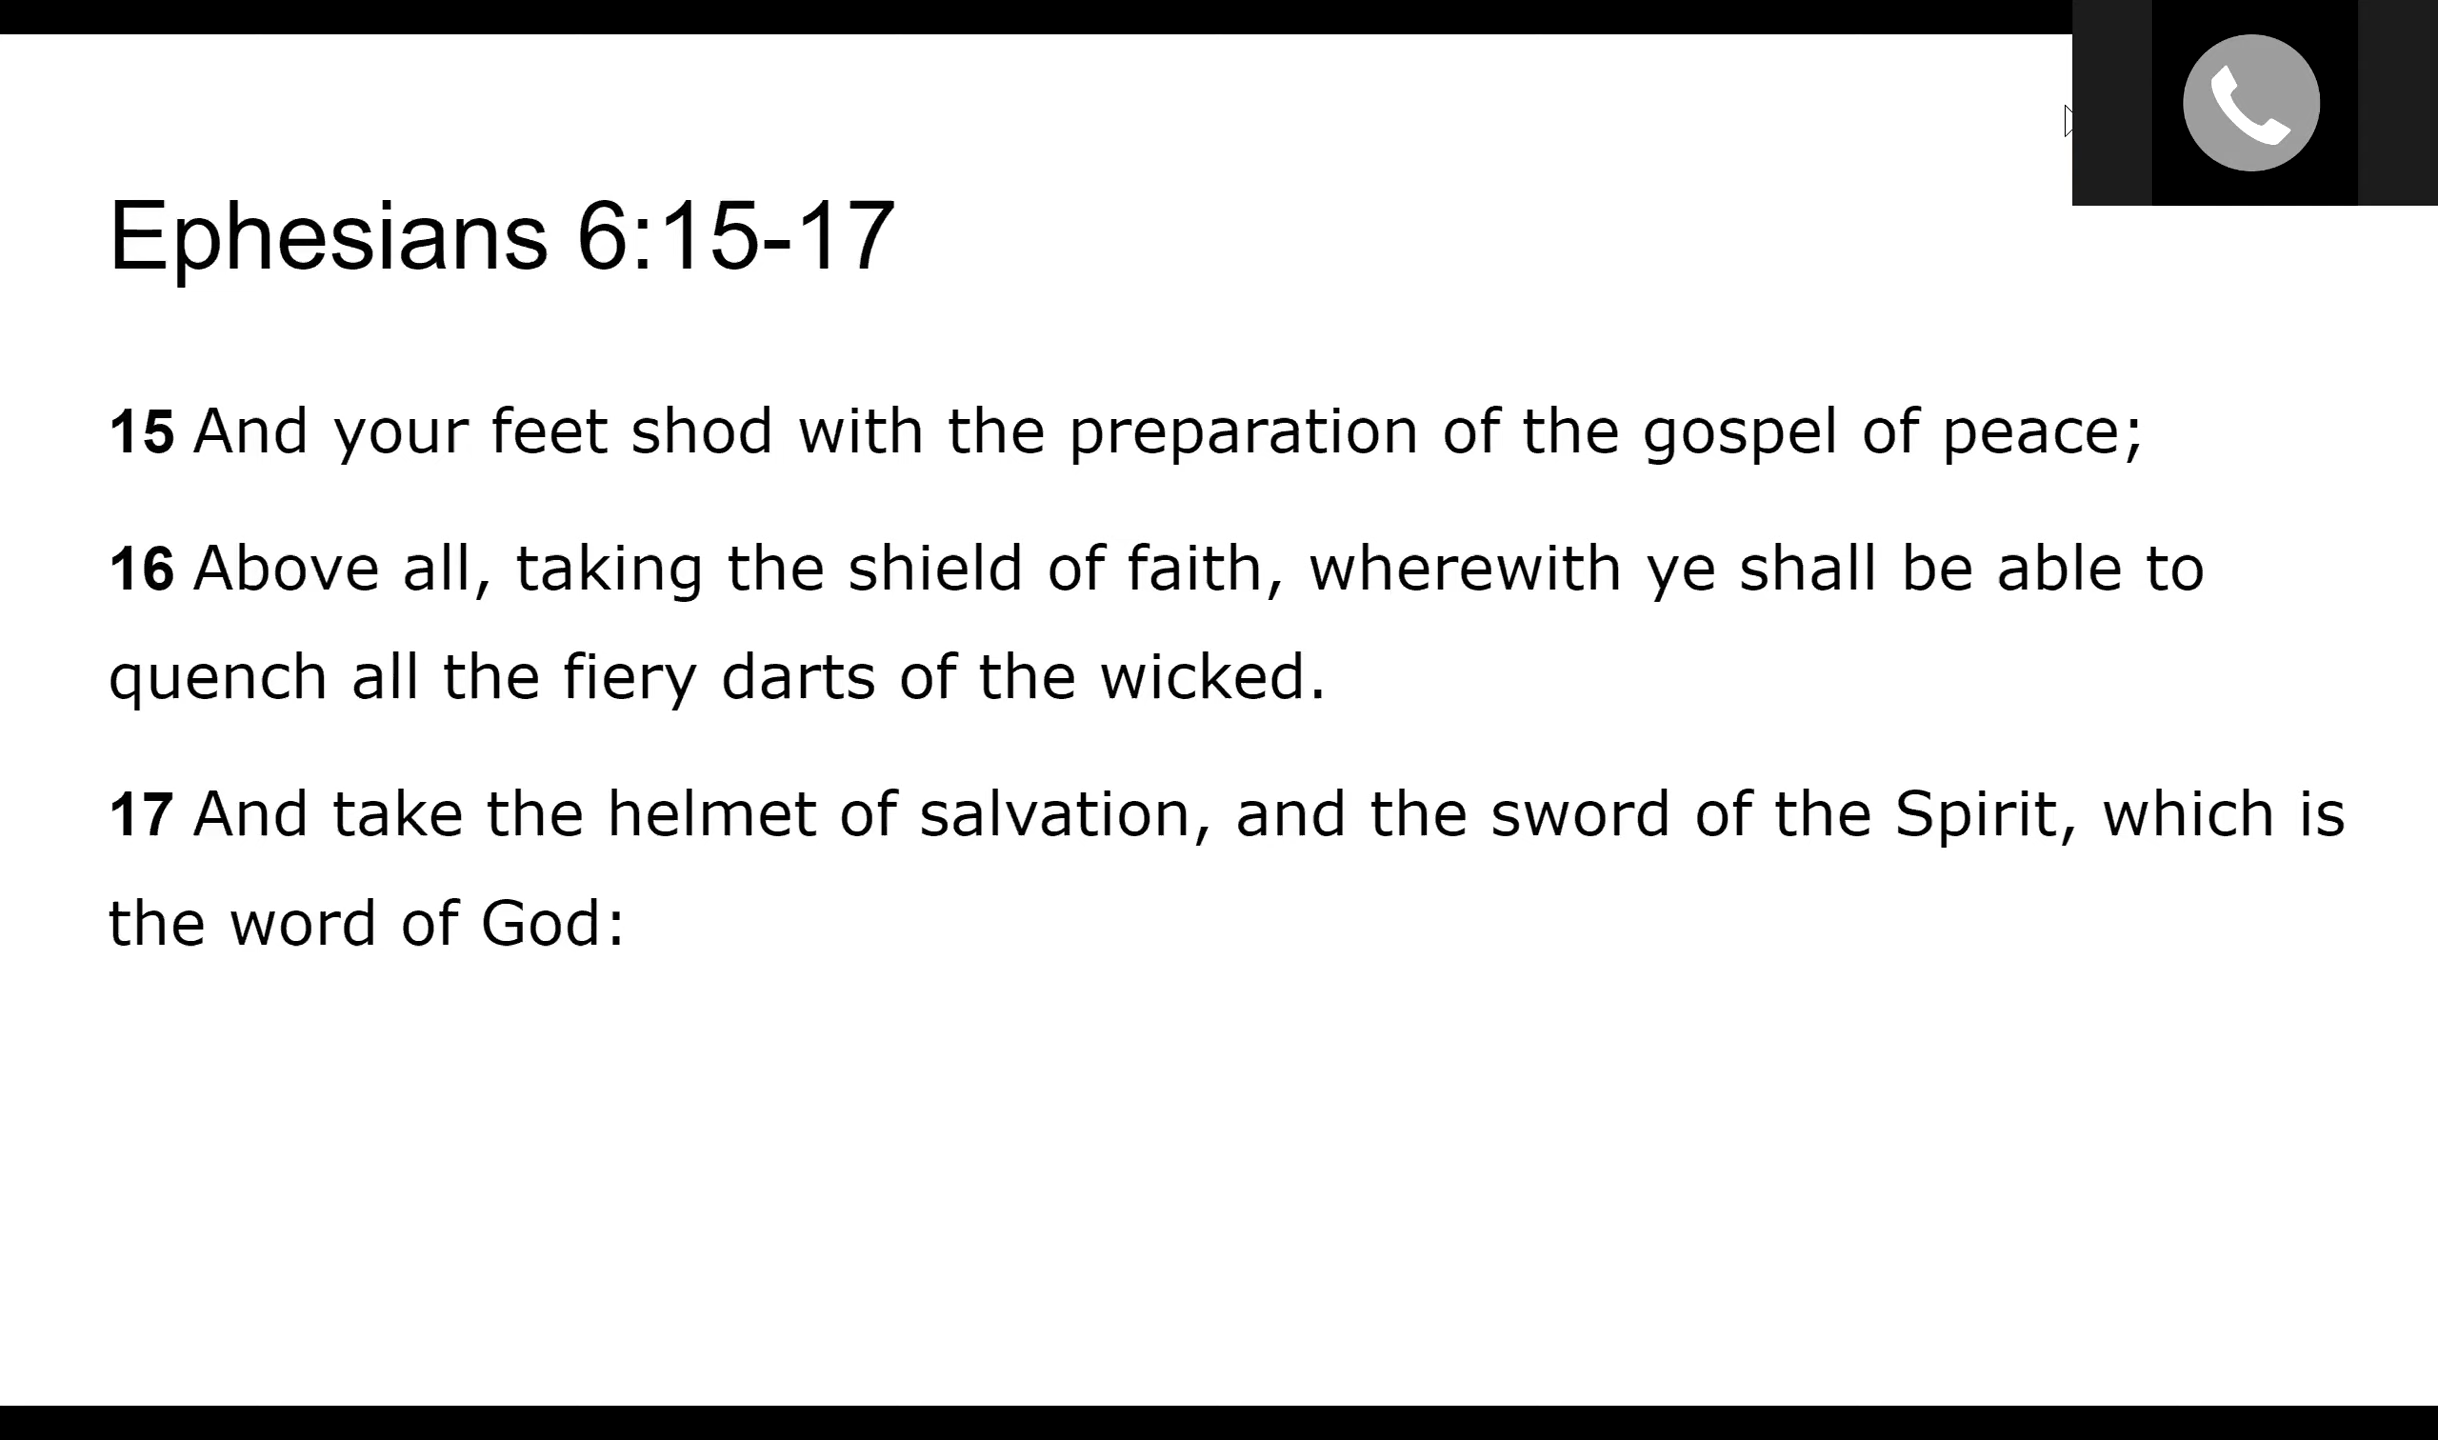 Ephesians 6:15-17
15 And your feet shod with the preparation of the gospel of peace;
16 Above all, taking the shield of faith, wherewith ye shall be able to
quench all the fiery darts of the wicked.
17 And take the helmet of salvation, and the sword of the Spirit, which is
the word of God: